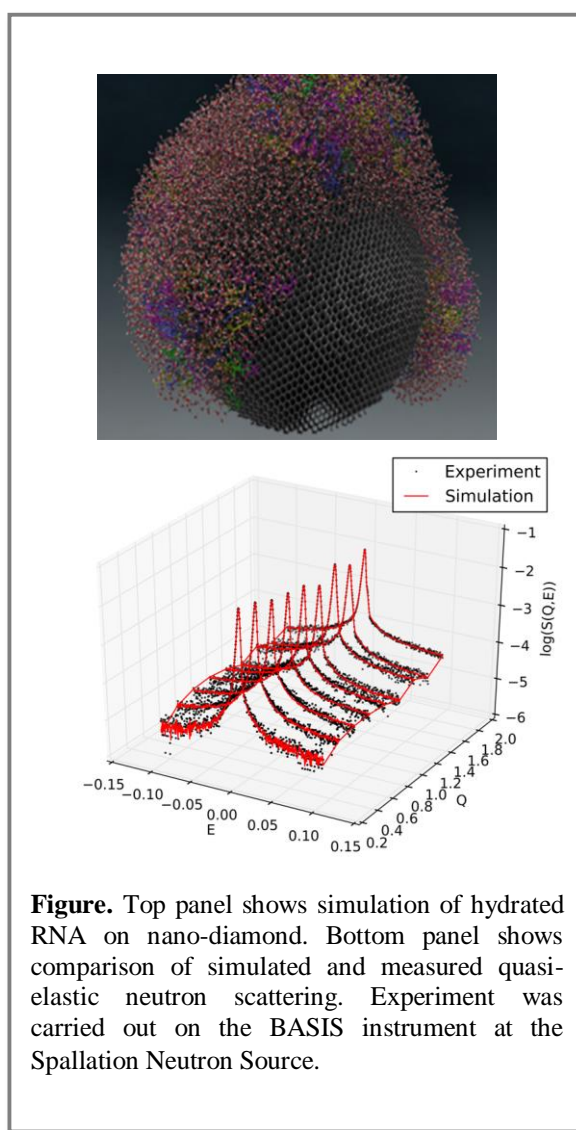 Experiment
Simulation
−1
−2
−3
−4
−5
−6
log(S(Q,E))
−0.15
−0.10
−0.05
0.00
0.05
0.10
0.15
E
0.2
0.4
0.6
0.8
1.0
1.2
1.4
1.6
1.8
2.0
Q
Figure. Top panel shows simulation of hydrated
RNA on nano-diamond. Bottom panel shows
comparison of simulated and measured quasi-
elastic neutron scattering. Experiment was
carried out on the BASIS instrument at the
Spallation Neutron Source.